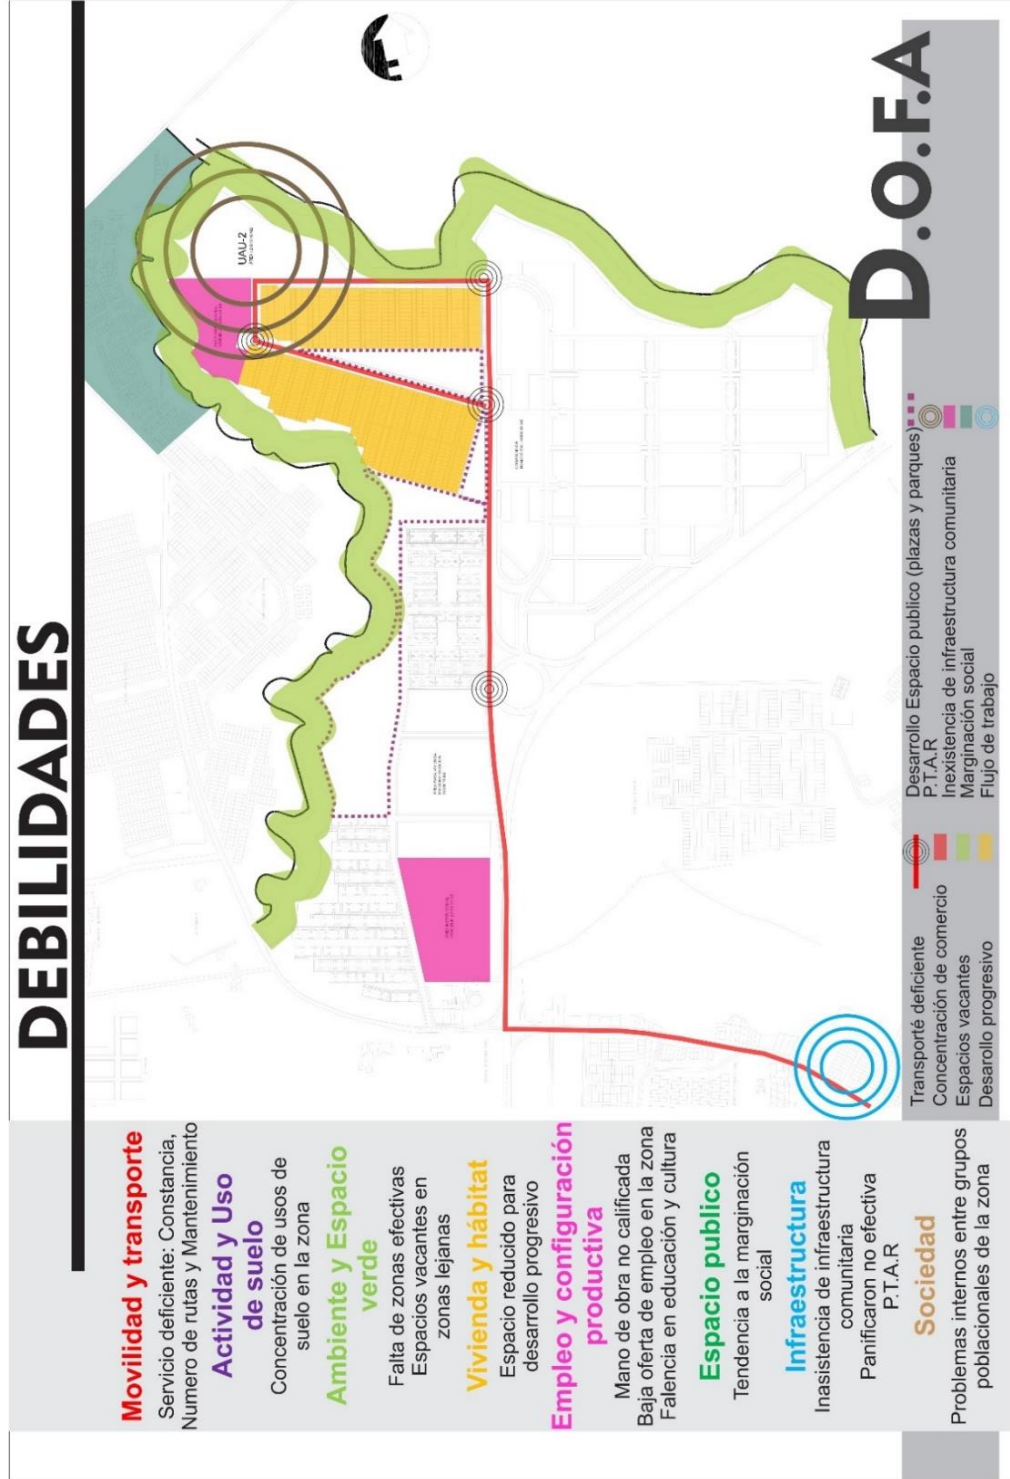 DEBILIDADES
Movilidad y transporte
Servicio deficiente: Constancia,
Numero de rutas y Mantenimiento
Actividad y Uso
de suelo
Concentración de usos de
suelo en la zona
Ambiente y Espacio
verde
Falta de zonas efectivas
Espacios vacantes en
zonas lejanas
Vivienda y hábitat
Espacio reducido para
desarrollo progresivo
Empleo y configuración
productiva
Mano de obra no calificada
Baja oferta de empleo en la zona
Falencia en educación y cultura
Espacio publico
Tendencia a la marginación
social
Infraestructura
Inasistencia de infraestructura
comunitaria
Panificaron no efectiva
P.T.A.R
Sociedad
Problemas internos entre grupos
poblacionales de la zona
UAU-2
Transporté deficiente
Concentración de comercio
Espacios vacantes
Desarollo progresivo
Desarrollo Espacio publico (plazas y parques)
P.T.A.R
Inexistencia de infraestructura comunitaria
Marginación social
Flujo de trabajo
D.O.F.A